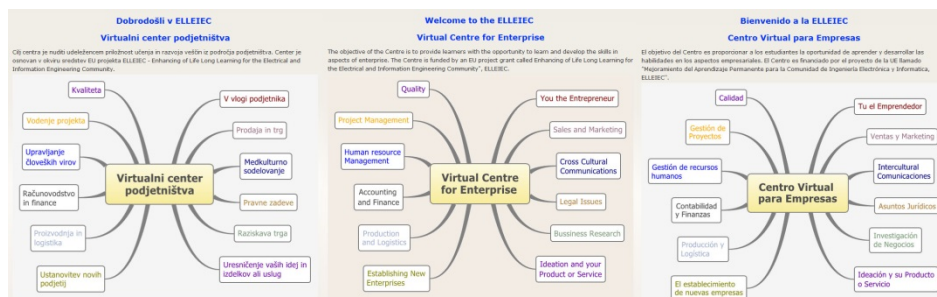 Dobrodošli v ELLEIEC
Virtualni center podjetništva
Cilj centra je nuditi udeležencem priložnost učenja in razvoja veščin iz področja podjetništva. Center je
osnovan v okviru sredstev EU projekta ELLEIEC - Enhancing of Life Long Learning for the Electrical and
Information Engineering Community.
Kvaliteta
V vlogi podjetnika
Vodenje projekta
Prodaja in trg
Upravljanje
človeških virov
Medkulturno
sodelovanje
Virtualni center
podjetništva
Računovodstvo
in finance
Pravne zadeve
Proizvodnja in
logistika
Raziskava trga
Ustanovitev novih
podjetij
Uresničenje vaših idej in
izdelkov ali uslug
Welcome to the ELLEIEC
Virtual Centre for Enterprise
The objective of the Centre is to provide learners with the opportunity to learn and develop the skills in
aspects of enterprise. The Centre is funded by an EU project grant called Enhancing of Life Long Learning for
the Electrical and Information Engineering Community", ELLEIEC.
Quality
You the Entrepreneur
Project Management
Sales and Marketing
Human resource
Management
Cross Cultural
Communications
Virtual Centre
for Enterprise
Accounting
and Finance
Legal Issues
Production
and Logistics
Bussiness Research
Establishing New
Enterprises
Ideation and your
Product or Service
Bienvenido a la ELLEIEC
Centro Virtual para Empresas
El objetivo del Centro es proporcionar a los estudiantes la oportunidad de aprender y desarrollar las
habilidades en los aspectos empresariales. El Centro es financiado por el proyecto de la UE llamado
"Mejoramiento del Aprendizaje Permanente para la Comunidad de Ingeniería Electrónica y Informatica,
ELLEIEC".
Calidad
Tu el Emprendedor
Gestión de
Proyectos
Ventas y Marketing
Gestión de recursos
humanos
Intercultural
Comunicaciones
Centro Virtual
para Empresas
Contabilidad
y Finanzas
Asuntos Jurídicos
Producción y
Logística
Investigación
de Negocios
El establecimiento
de nuevas empresas
Ideación y su Producto
o Servicio